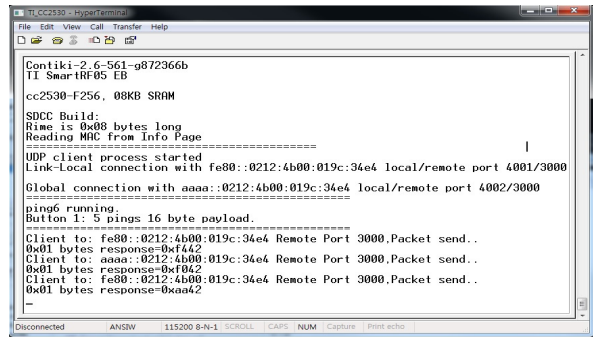 TI_CC2530 - HyperTerminal
File Edit View Call Transfer Help
Contiki-2.6-561-g872366b
TI SmartRF05 EB
cc2530-F256, 08KB SRAM
SDCC Build:
Rime is 0x08 bytes long
Reading MAC from Info Page
===========================================
UDP client process started
Link-Local connection with fe80::0212:4b00:019c:34e4 local/remote port 4001/3000
Global connection with aaaa::0212:4b00:019c:34e4 local/remote port 4002/3000
================================================
ping6 running.
Button 1: 5 pings 16 byte payload.
================================================
Client to: fe80::0212:4b00:019c:34e4 Remote Port 3000,Packet send..
0x01 bytes response=0xf442
Client to: aaaa::0212:4b00:019c:34e4 Remote Port 3000,Packet send..
0x01 bytes response=0xf042
Client to: fe80::0212:4b00:019c:34e4 Remote Port 3000,Packet send..
0x01 bytes response=0xaa42
_
Disconnected ANSIW 115200 8-N-1 SCROLL CAPS NUM Capture Print echo